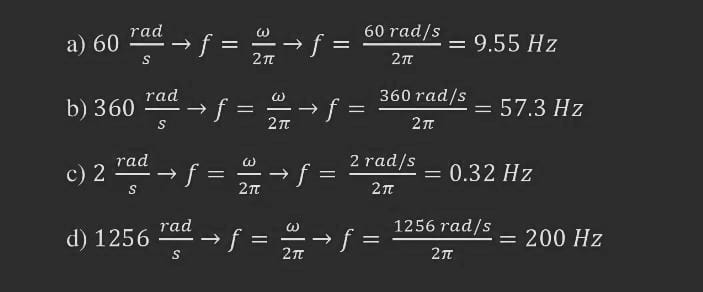 a) 60 rad/s → f = ω/2π → f = 60 rad/s/2π = 9.55 Hz
b) 360 rad/s → f = ω/2π → f = 360 rad/s/2π = 57.3 Hz
c) 2 rad/s → f = ω/2π → f = 2 rad/s/2π = 0.32 Hz
d) 1256 rad/s → f = ω/2π → f = 1256 rad/s/2π = 200 Hz